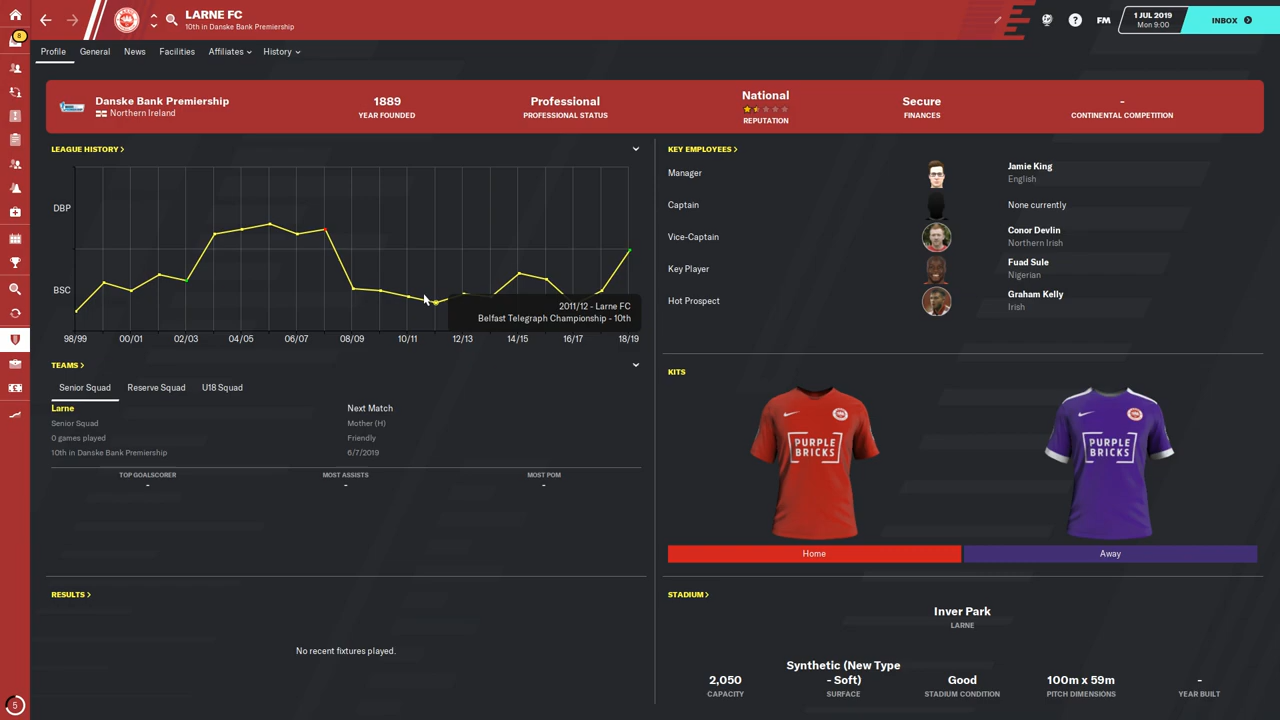 LARNE FC
10th in Danske Bank Premiership
8
FM
1 JUL 2019
Mon 9:00
INBOX
Profile
General
News
Facilities
Affiliates
History
Danske Bank Premiership
Northern Ireland
1889
YEAR FOUNDED
Professional
PROFESSIONAL STATUS
National
REPUTATION
Secure
FINANCES
-
CONTINENTAL COMPETITION
LEAGUE HISTORY >
DBP
BSC
2011/12 - Larne FC
Belfast Telegraph Championship - 10th
98/99 00/01 02/03 04/05 06/07 08/09 10/11 12/13 14/15 16/17 18/19
KEY EMPLOYEES >
Manager
Jamie King
English
Captain
None currently
Vice-Captain
Conor Devlin
Northern Irish
Key Player
Fuad Sule
Nigerian
Hot Prospect
Graham Kelly
Irish
TEAMS >
Senior Squad
Reserve Squad
U18 Squad
Larne
Senior Squad
0 games played
10th in Danske Bank Premiership
Next Match
Mother (H)
Friendly
6/7/2019
TOP GOALSCORER
-
MOST ASSISTS
-
MOST POM
-
KITS
PURPLE
BRICKS
PURPLE
BRICKS
Home
Away
RESULTS >
No recent fixtures played.
STADIUM >
Inver Park
LARNE
2,050
CAPACITY
Synthetic (New Type
- Soft)
SURFACE
Good
STADIUM CONDITION
100m x 59m
PITCH DIMENSIONS
-
YEAR BUILT
5